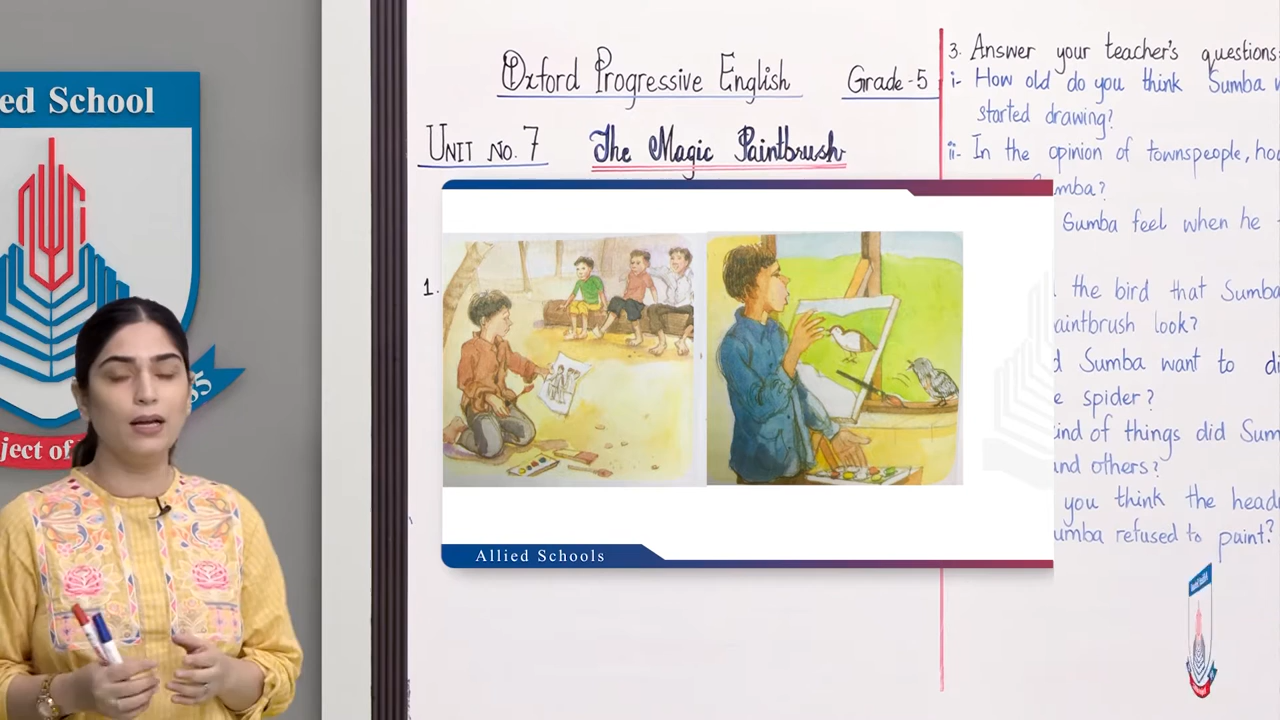 ed School
ject of
35
Oxford Progressive English Grade-5
UNIT NO. 7 The Magic Paintbrush
1.
Allied Schools
3. Answer your teacher's questions:
i- How old do you think Sumba
started drawing?
ii- In the opinion of townspeople,
umba?
Sumba feel when he
the bird that Sumba
aintbrush look?
Sumba want to
spider?
ind of things did Sum
and others?
you think the head
umba refused to paint?